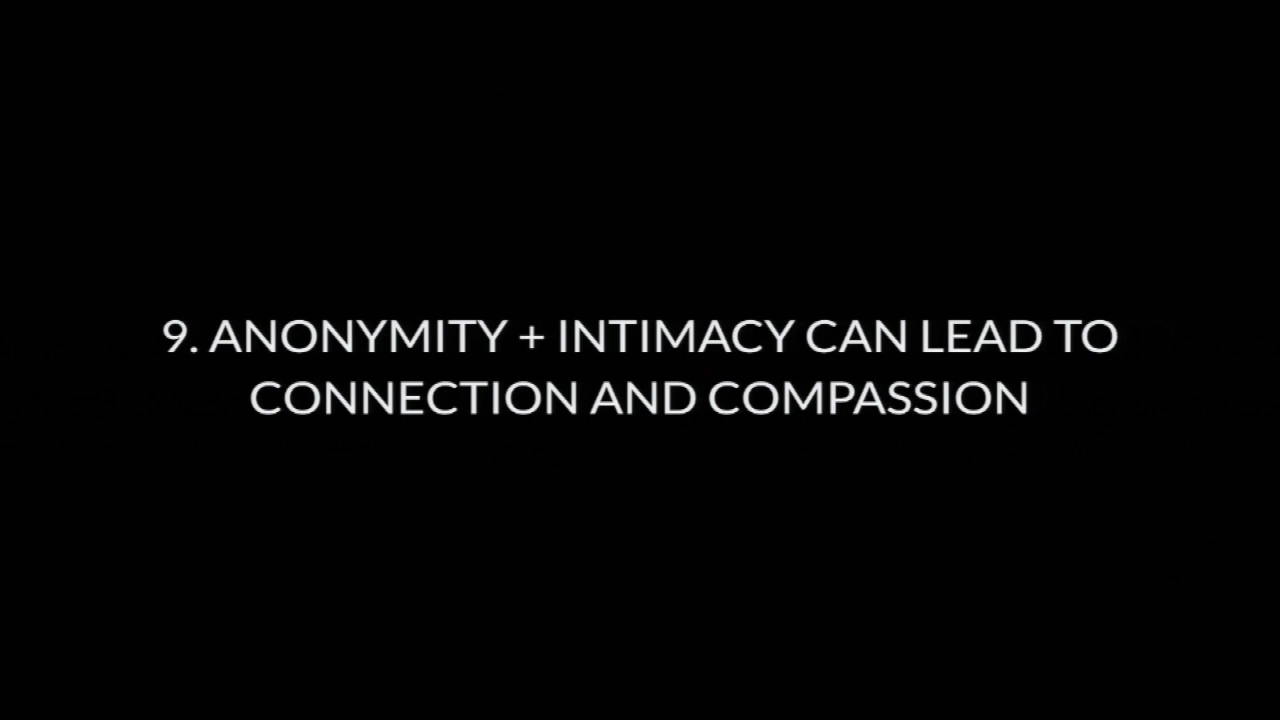 9. ANONYMITY + INTIMACY CAN LEAD TO
CONNECTION AND COMPASSION